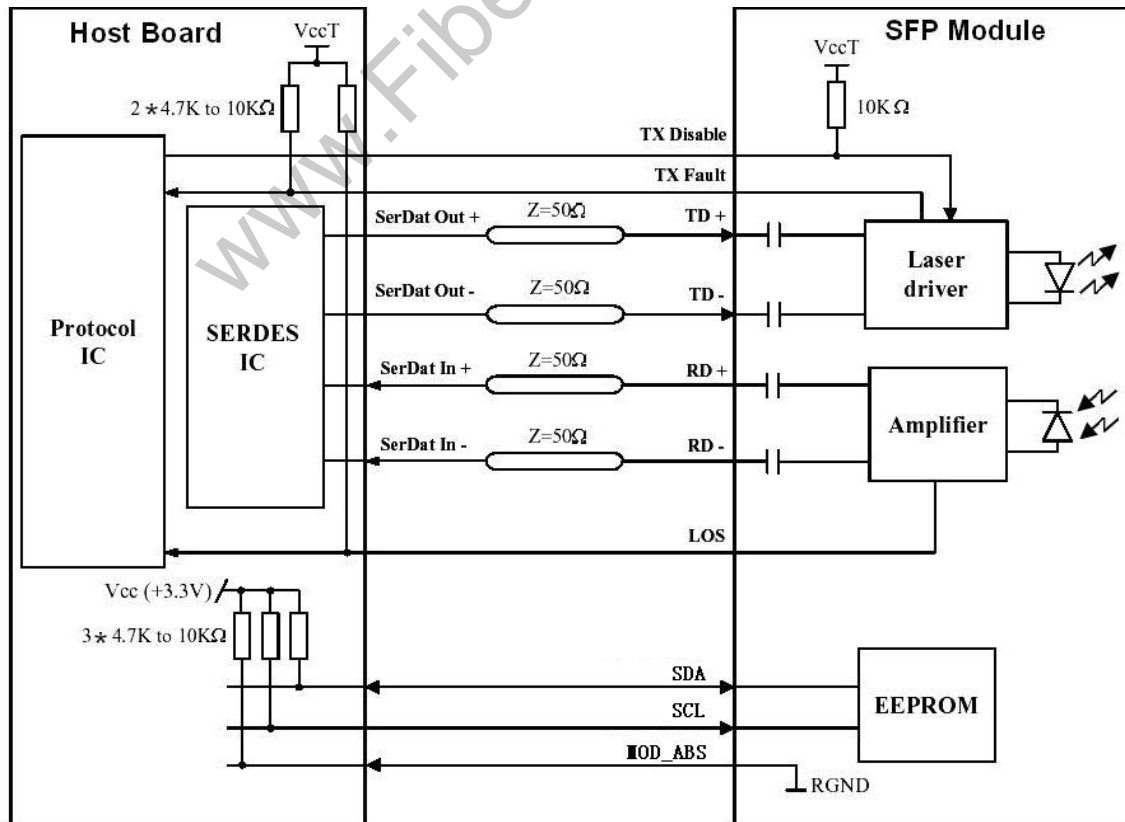 Host Board
SFP Module
VccT
VccT
2 * 4.7K to 10KΩ
10K Ω
TX Disable
TX Fault
SerDat Out +
Z=50Ω
TD +
SerDat Out -
Z=50Ω
TD -
Laser
driver
Protocol
IC
SERDES
IC
SerDat In +
Z=50Ω
RD +
SerDat In -
Z=50Ω
RD -
Amplifier
LOS
Vcc (+3.3V)
3 * 4.7K to 10KΩ
SDA
SCL
MOD_ABS
EEPROM
RGND
www.Fibe